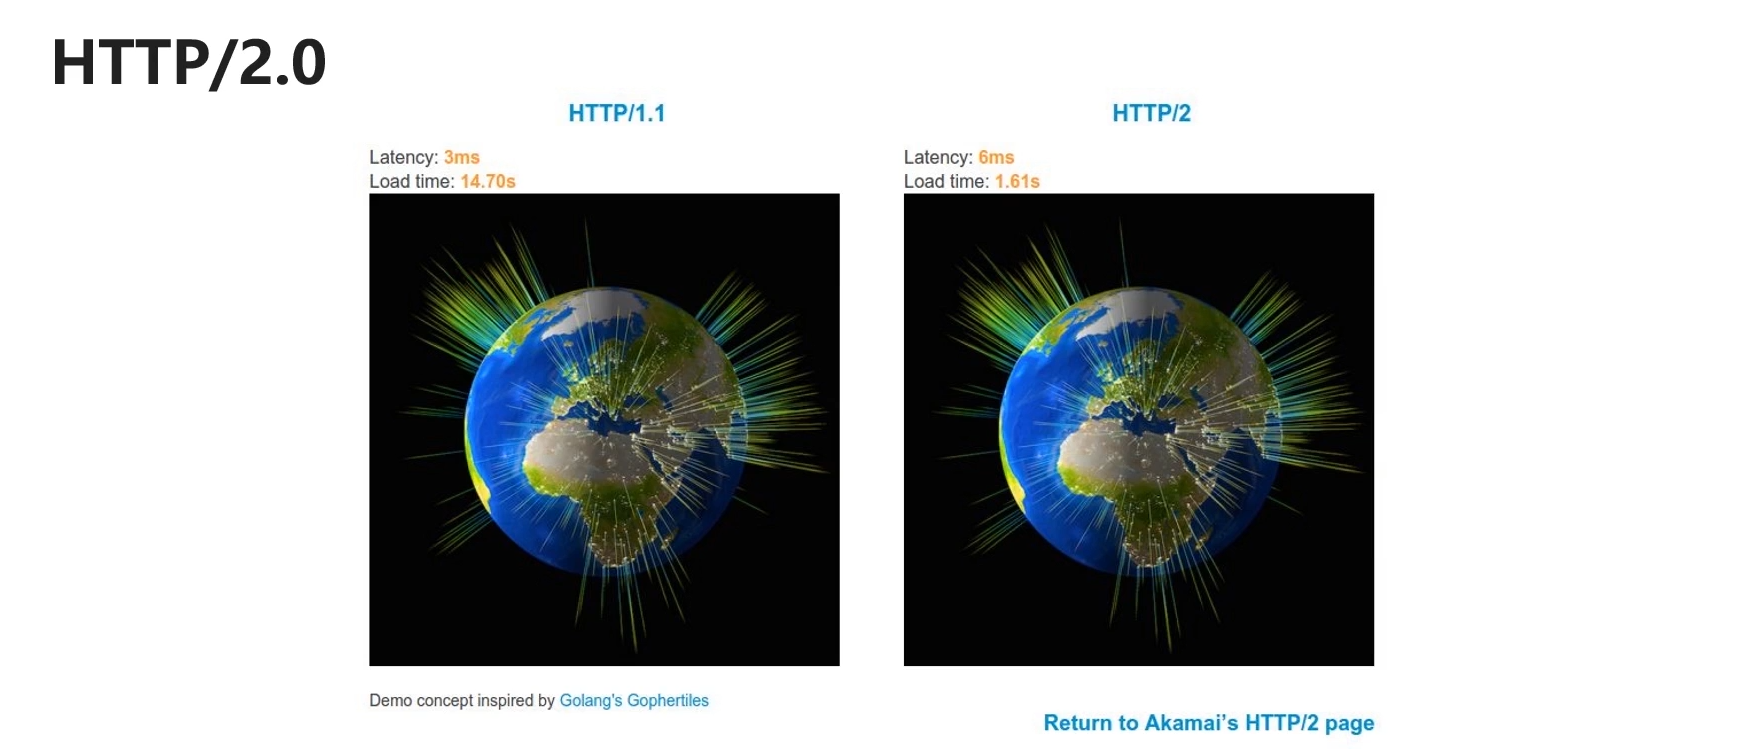 HTTP/2.0
HTTP/1.1
Latency: 3ms
Load time: 14.70s
HTTP/2
Latency: 6ms
Load time: 1.61s
Demo concept inspired by Golang's Gophertiles
Return to Akamai’s HTTP/2 page